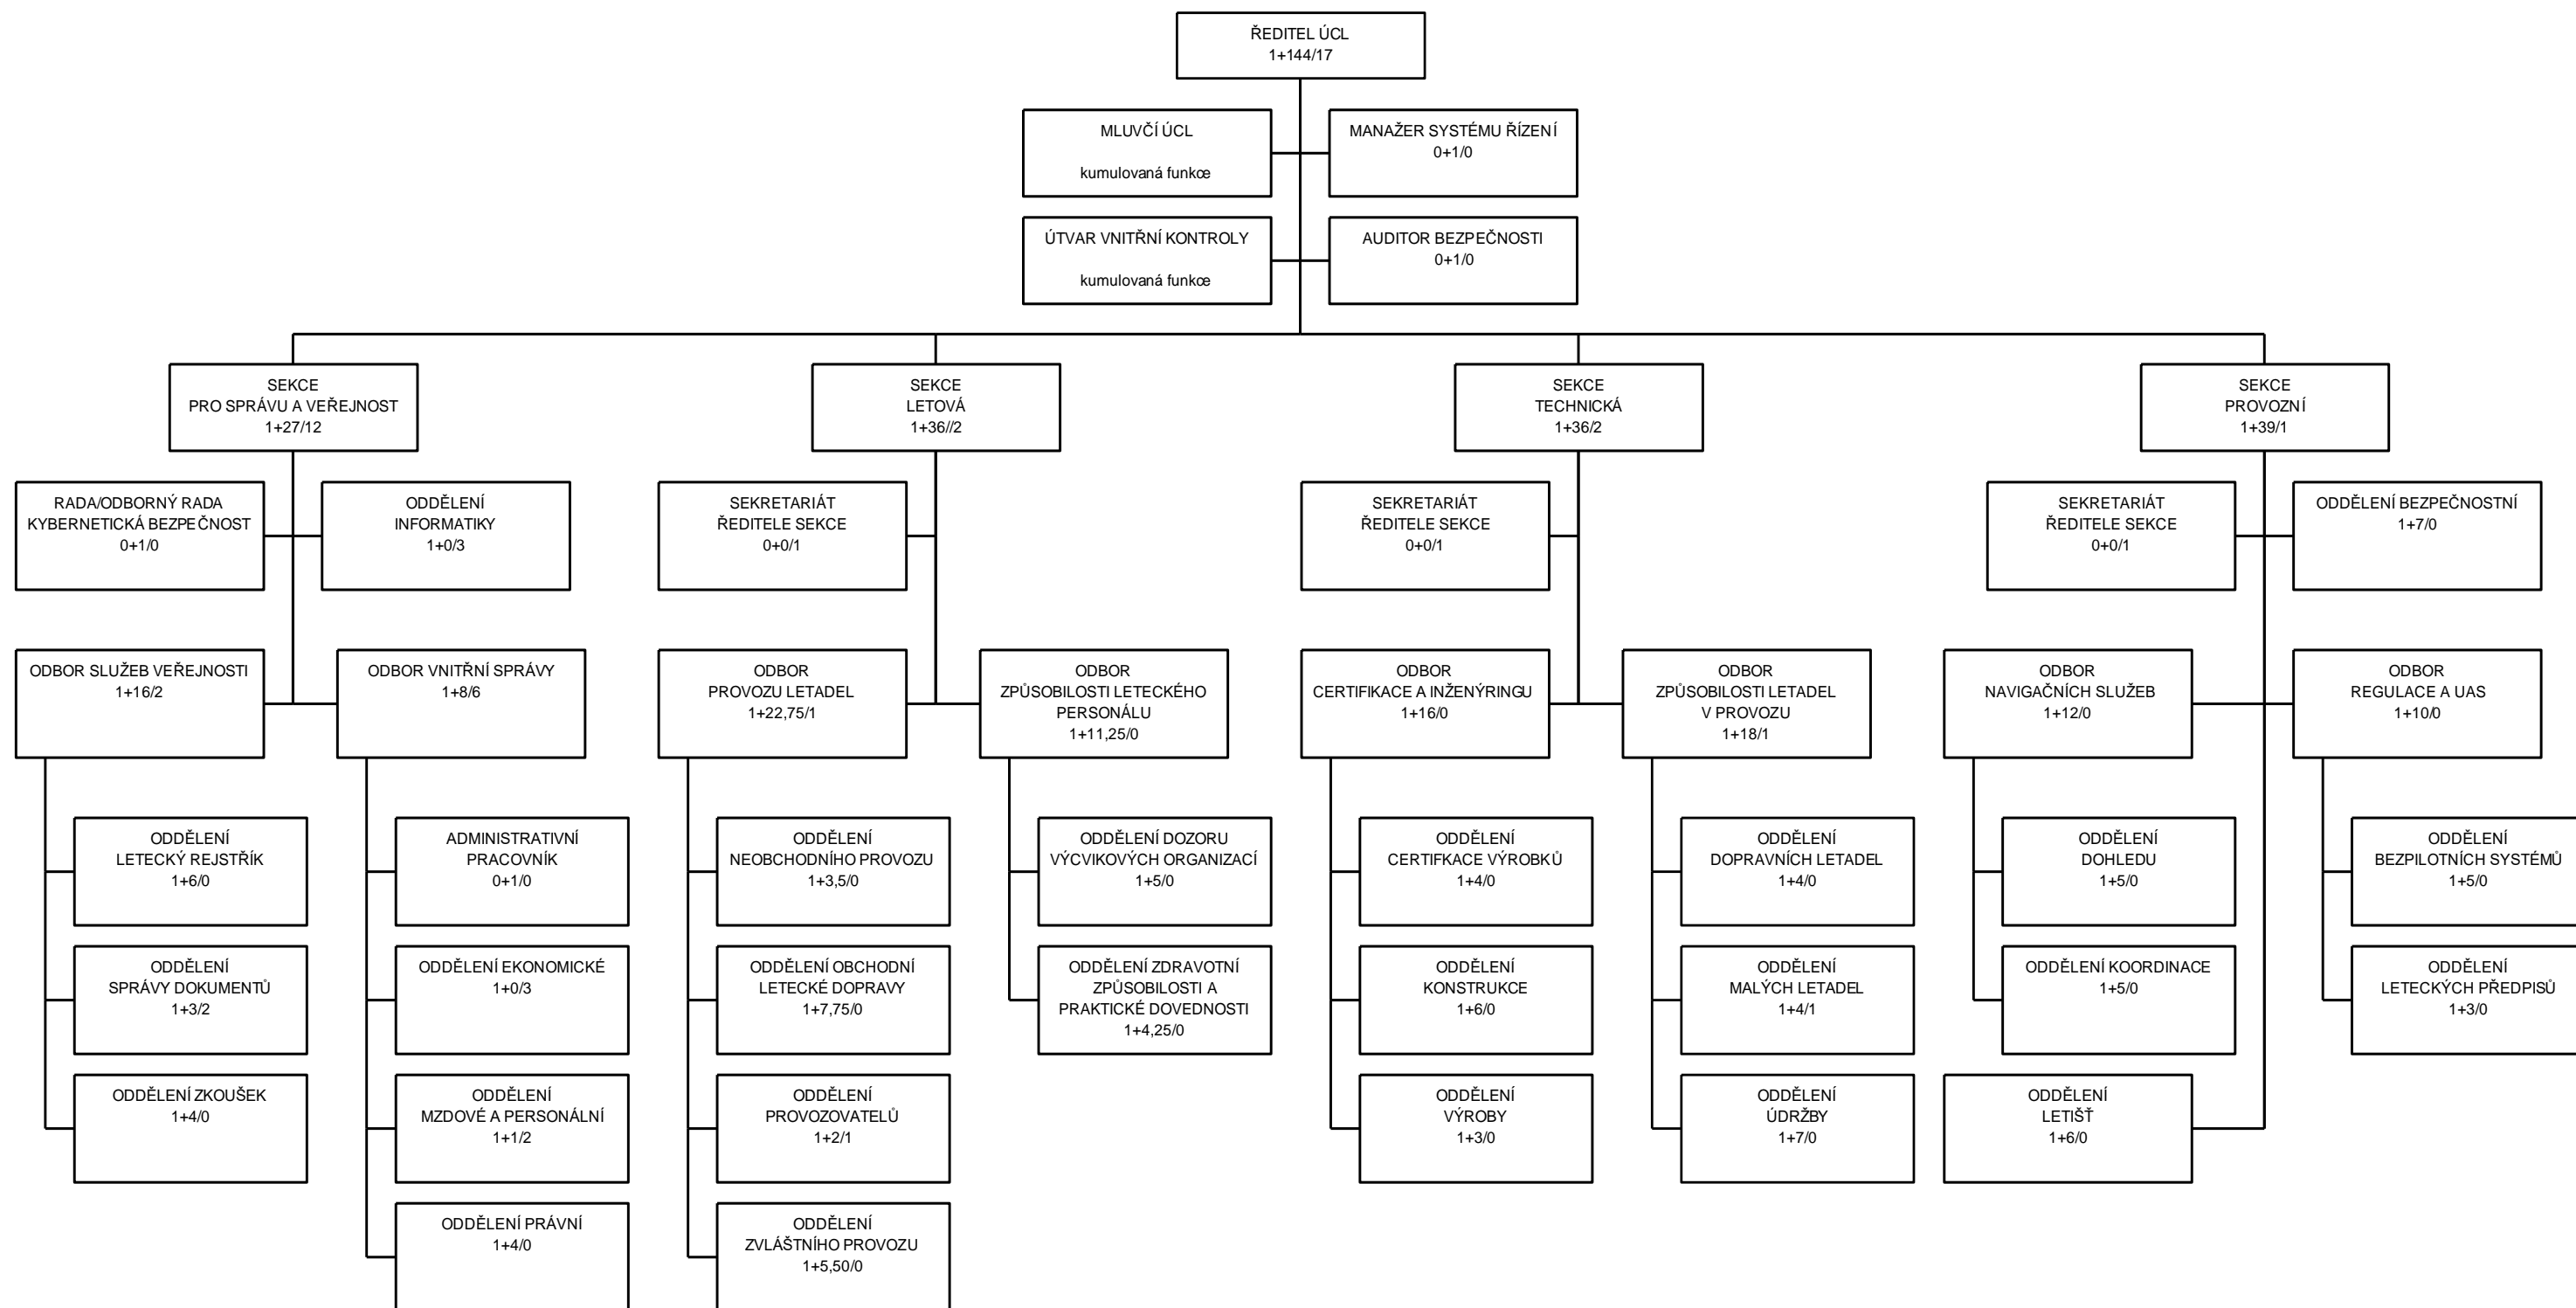 ŘEDITEL ÚCL
1+144/17
MLUVČÍ ÚCL
kumulovaná funkce
MANAŽER SYSTÉMU ŘÍZENÍ
0+1/0
ÚTVAR VNITŘNÍ KONTROLY
kumulovaná funkce
AUDITOR BEZPEČNOSTI
0+1/0
SEKCE
PRO SPRÁVU A VEŘEJNOST
1+27/12
SEKCE
LETOVÁ
1+36//2
SEKCE
TECHNICKÁ
1+36/2
SEKCE
PROVOZNÍ
1+39/1
RADA/ODBORNÝ RADA
KYBERNETICKÁ BEZPEČNOST
0+1/0
ODDĚLENÍ
INFORMATIKY
1+0/3
SEKRETARIÁT
ŘEDITELE SEKCE
0+0/1
SEKRETARIÁT
ŘEDITELE SEKCE
0+0/1
SEKRETARIÁT
ŘEDITELE SEKCE
0+0/1
ODDĚLENÍ BEZPEČNOSTNÍ
1+7/0
ODBOR SLUŽEB VEŘEJNOSTI
1+16/2
ODBOR VNITŘNÍ SPRÁVY
1+8/6
ODBOR
PROVOZU LETADEL
1+22,75/1
ODBOR
ZPŮSOBILOSTI LETECKÉHO
PERSONÁLU
1+11,25/0
ODBOR
CERTIFIKACE A INŽENÝRINGU
1+16/0
ODBOR
ZPŮSOBILOSTI LETADEL
V PROVOZU
1+18/1
ODBOR
NAVIGAČNÍCH SLUŽEB
1+12/0
ODBOR
REGULACE A UAS
1+10/0
ODDĚLENÍ
LETECKÝ REJSTŘÍK
1+6/0
ADMINISTRATIVNÍ
PRACOVNÍK
0+1/0
ODDĚLENÍ
NEOBCHODNÍHO PROVOZU
1+3,5/0
ODDĚLENÍ DOZORU
VÝCVIKOVÝCH ORGANIZACÍ
1+5/0
ODDĚLENÍ
CERTIFKACE VÝROBKŮ
1+4/0
ODDĚLENÍ
DOPRAVNÍCH LETADEL
1+4/0
ODDĚLENÍ
DOHLEDU
1+5/0
ODDĚLENÍ
BEZPILOTNÍCH SYSTÉMŮ
1+5/0
ODDĚLENÍ
SPRÁVY DOKUMENTŮ
1+3/2
ODDĚLENÍ EKONOMICKÉ
1+0/3
ODDĚLENÍ OBCHODNÍ
LETECKÉ DOPRAVY
1+7,75/0
ODDĚLENÍ ZDRAVOTNÍ
ZPŮSOBILOSTI A
PRAKTICKÉ DOVEDNOSTI
1+4,25/0
ODDĚLENÍ
KONSTRUKCE
1+6/0
ODDĚLENÍ
MALÝCH LETADEL
1+4/1
ODDĚLENÍ KOORDINACE
1+5/0
ODDĚLENÍ
LETECKÝCH PŘEDPISŮ
1+3/0
ODDĚLENÍ ZKOUŠEK
1+4/0
ODDĚLENÍ
MZDOVÉ A PERSONÁLNÍ
1+1/2
ODDĚLENÍ
PROVOZOVATELŮ
1+2/1
ODDĚLENÍ
VÝROBY
1+3/0
ODDĚLENÍ
ÚDRŽBY
1+7/0
ODDĚLENÍ
LETIŠŤ
1+6/0
ODDĚLENÍ PRÁVNÍ
1+4/0
ODDĚLENÍ
ZVLÁŠTNÍHO PROVOZU
1+5,50/0